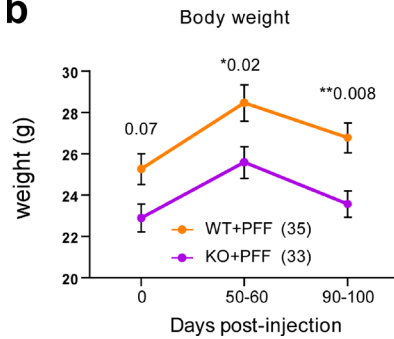 b
Body weight
*0.02
30
**0.008
28
0.07
26
weight (g)
24
WT+PFF (35)
22
KO+PFF (33)
20
0 50-60 90-100
Days post-injection